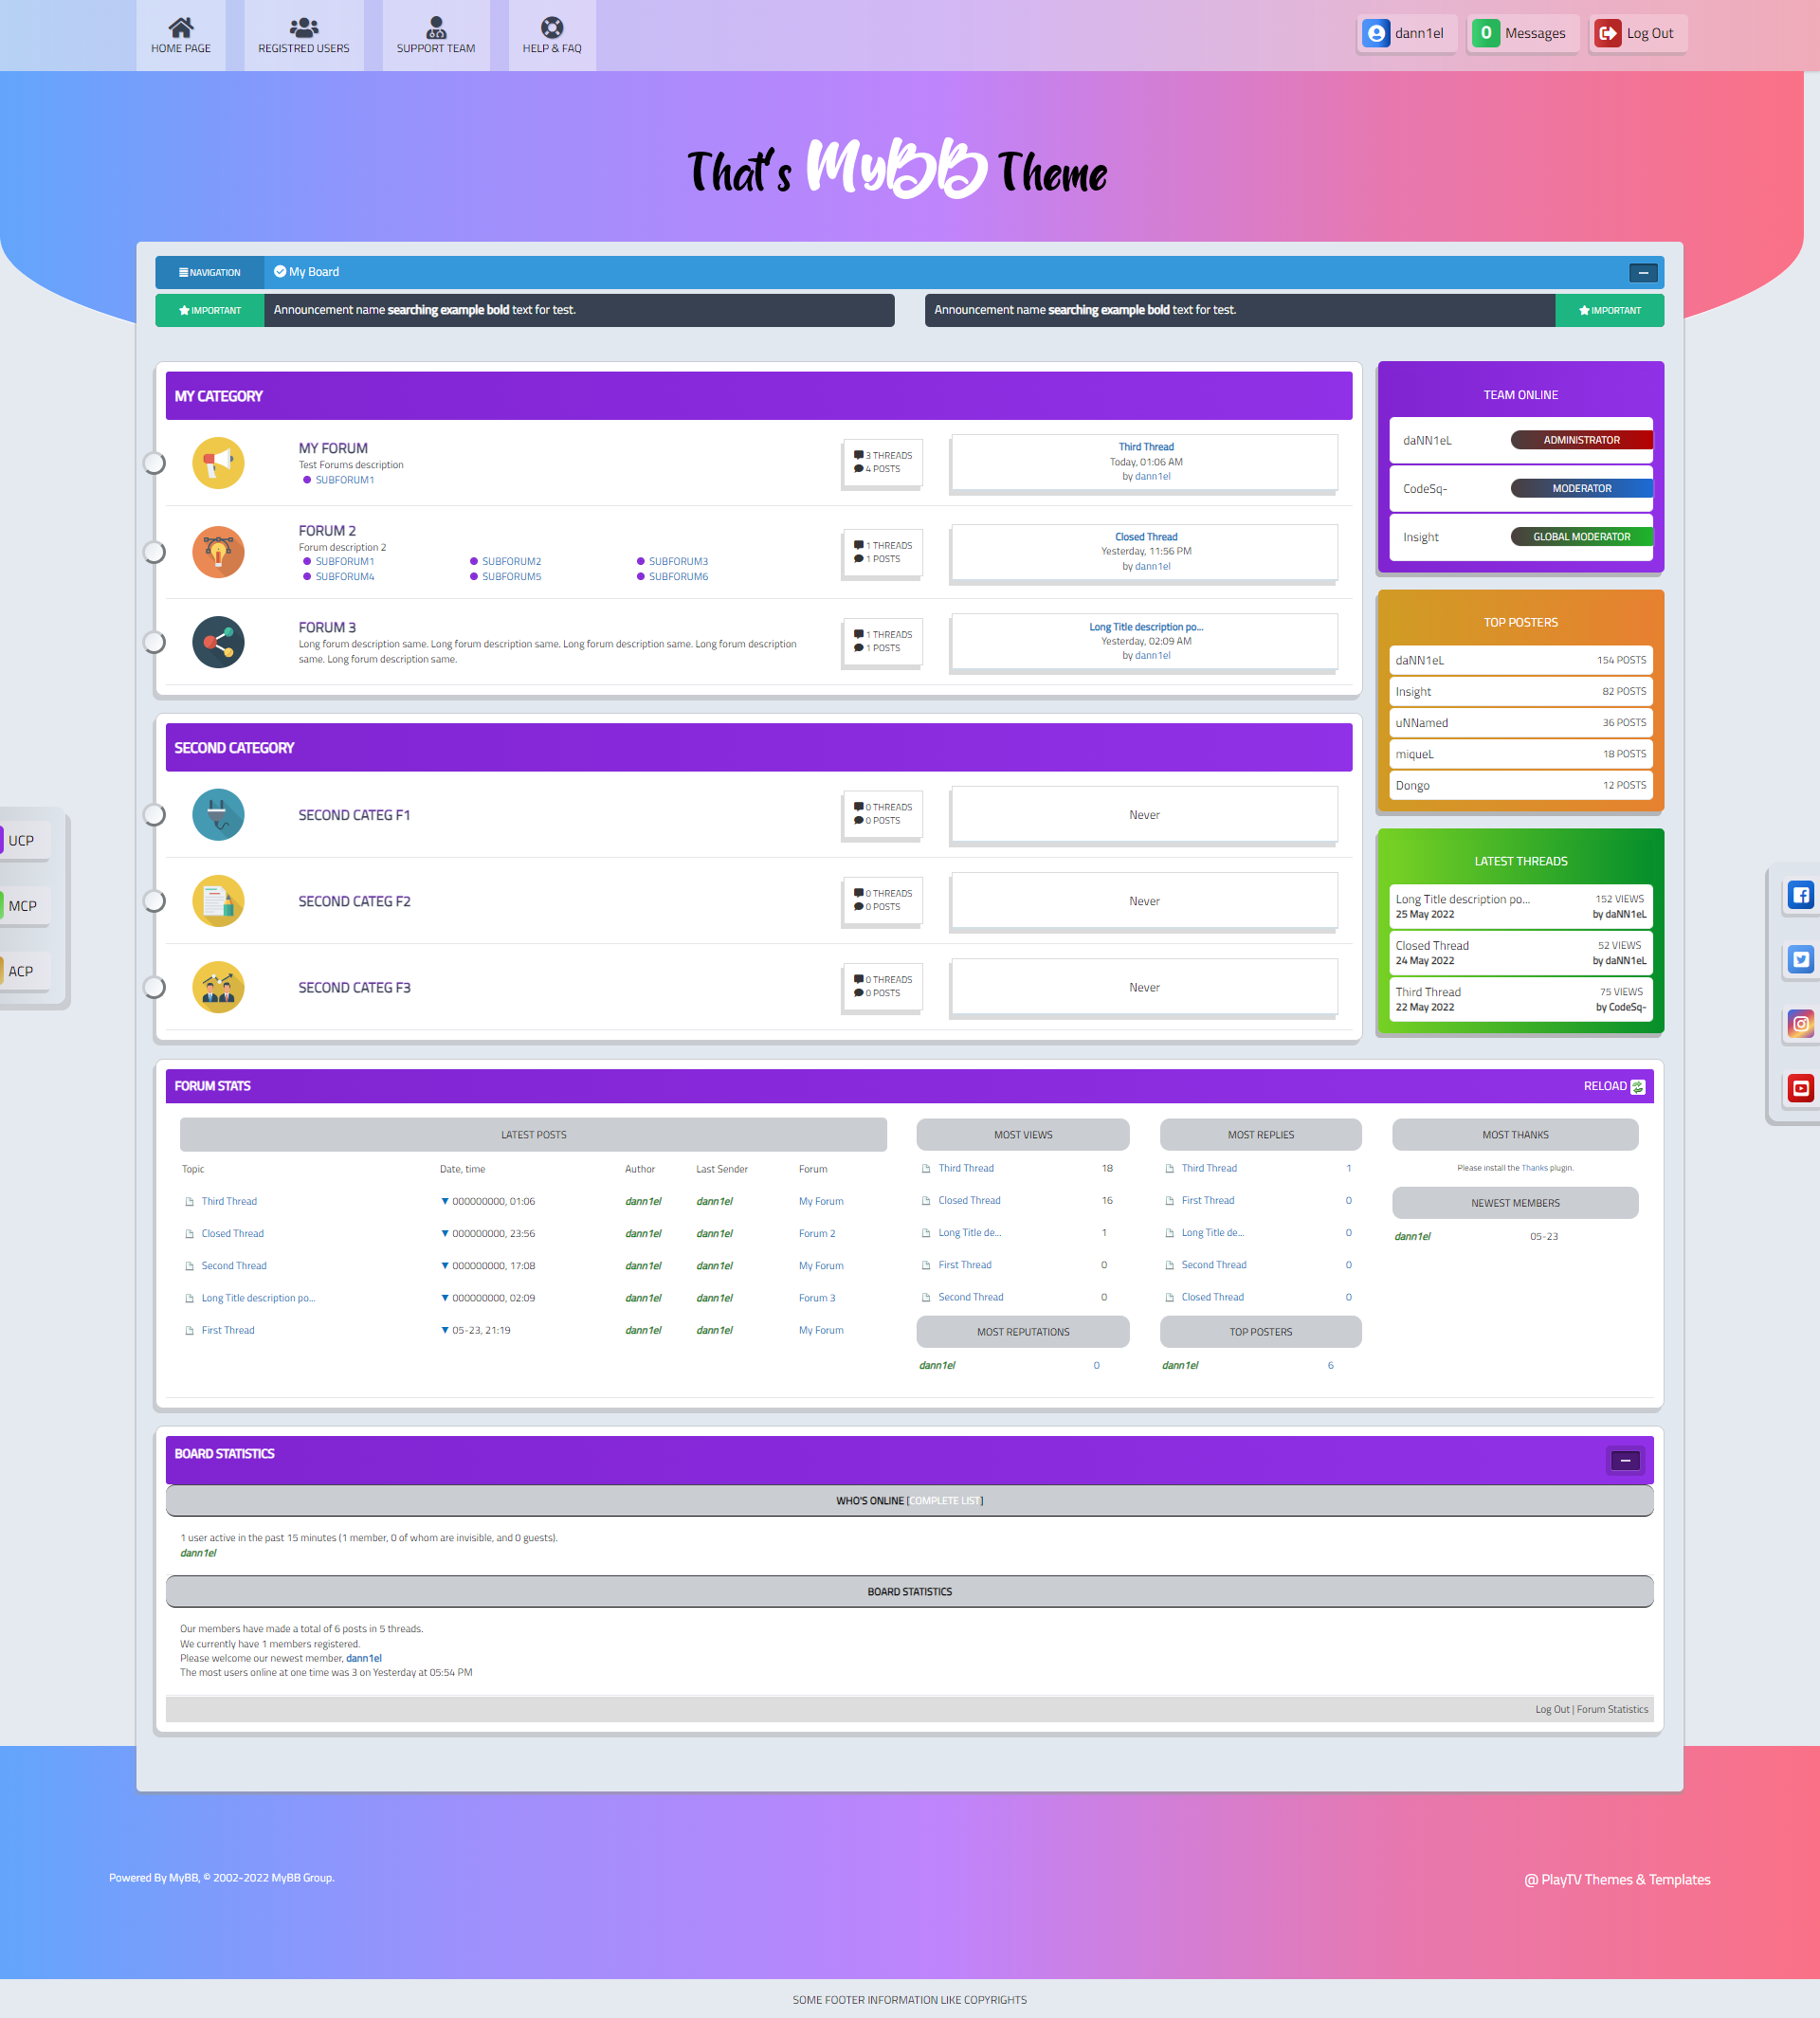 HOME PAGE
REGISTRED USERS
SUPPORT TEAM
HELP & FAQ
dann1el
0 Messages
Log Out
That's MyBB Theme
NAVIGATION
My Board
IMPORTANT
Announcement name searching example bold text for test.
Announcement name searching example bold text for test.
IMPORTANT
MY CATEGORY
MY FORUM
Test Forums description
SUBFORUM1
3 THREADS
4 POSTS
Third Thread
Today, 01:06 AM
by dann1el
FORUM 2
Forum description 2
SUBFORUM1
SUBFORUM2
SUBFORUM3
SUBFORUM4
SUBFORUM5
SUBFORUM6
1 THREADS
1 POSTS
Closed Thread
Yesterday, 11:56 PM
by dann1el
FORUM 3
Long forum description same. Long forum description same. Long forum description same. Long forum description
same. Long forum description same.
1 THREADS
1 POSTS
Long Title description po...
Yesterday, 02:09 AM
by dann1el
SECOND CATEGORY
SECOND CATEG F1
0 THREADS
0 POSTS
Never
SECOND CATEG F2
0 THREADS
0 POSTS
Never
SECOND CATEG F3
0 THREADS
0 POSTS
Never
TEAM ONLINE
daNN1eL ADMINISTRATOR
CodeSq- MODERATOR
Insight GLOBAL MODERATOR
TOP POSTERS
daNN1eL 154 POSTS
Insight 82 POSTS
uNNamed 36 POSTS
miqueL 18 POSTS
Dongo 12 POSTS
LATEST THREADS
Long Title description po... 152 VIEWS
25 May 2022 by daNN1eL
Closed Thread 52 VIEWS
24 May 2022 by daNN1eL
Third Thread 75 VIEWS
22 May 2022 by CodeSq-
UCP
MCP
ACP
FORUM STATS
RELOAD
LATEST POSTS
Topic Date, time Author Last Sender Forum
Third Thread ▼ 000000000, 01:06 dann1el dann1el My Forum
Closed Thread ▼ 000000000, 23:56 dann1el dann1el Forum 2
Second Thread ▼ 000000000, 17:08 dann1el dann1el My Forum
Long Title description po... ▼ 000000000, 02:09 dann1el dann1el Forum 3
First Thread ▼ 05-23, 21:19 dann1el dann1el My Forum
MOST VIEWS
Third Thread 18
Closed Thread 16
Long Title de... 1
First Thread 0
Second Thread 0
MOST REPUTATIONS
dann1el 0
MOST REPLIES
Third Thread 1
First Thread 0
Long Title de... 0
Second Thread 0
Closed Thread 0
TOP POSTERS
dann1el 6
MOST THANKS
Please install the Thanks plugin.
NEWEST MEMBERS
dann1el 05-23
BOARD STATISTICS
WHO'S ONLINE [COMPLETE LIST]
1 user active in the past 15 minutes (1 member, 0 of whom are invisible, and 0 guests).
dann1el
BOARD STATISTICS
Our members have made a total of 6 posts in 5 threads.
We currently have 1 members registered.
Please welcome our newest member, dann1el
The most users online at one time was 3 on Yesterday at 05:54 PM
Log Out | Forum Statistics
Powered By MyBB, © 2002-2022 MyBB Group.
@ PlayTV Themes & Templates
SOME FOOTER INFORMATION LIKE COPYRIGHTS